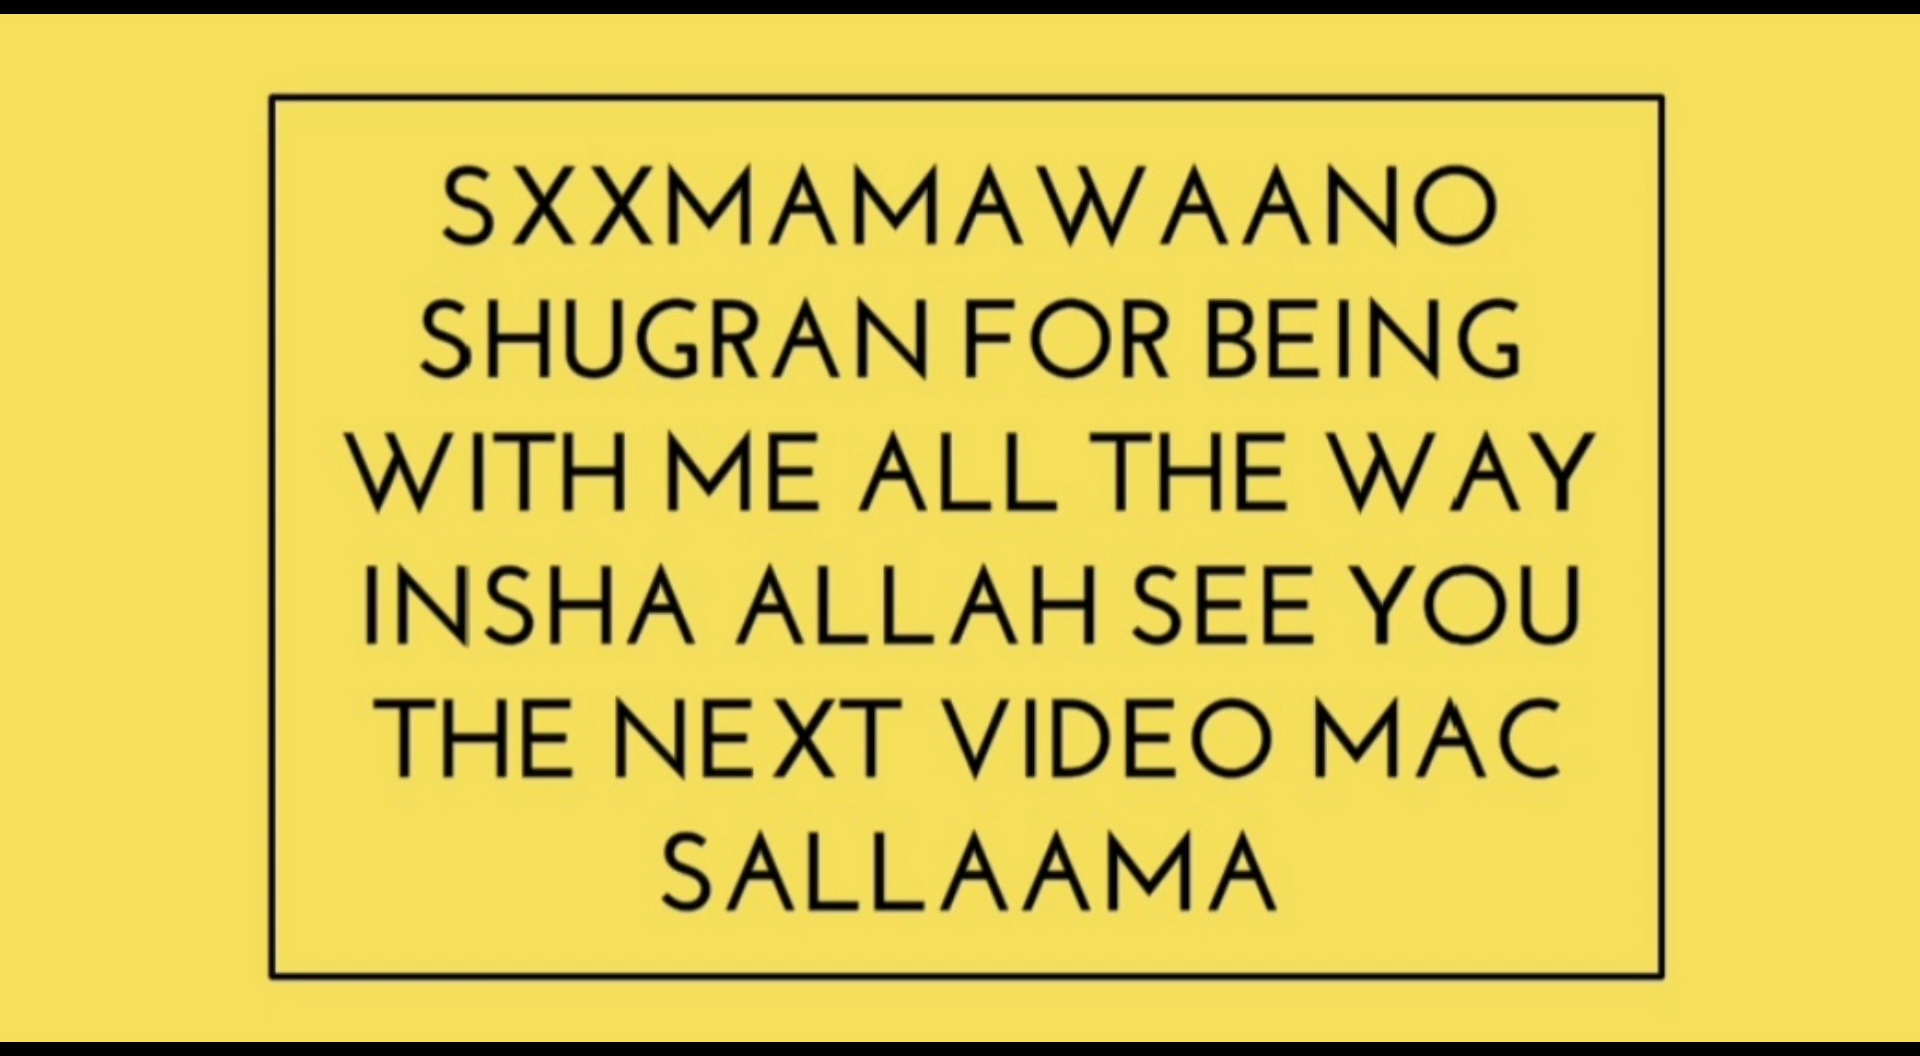 SXXMAMAWAANO
SHUGRAN FOR BEING
WITH ME ALL THE WAY
INSHA ALLAH SEE YOU
THE NEXT VIDEO MAC
SALLAAMA